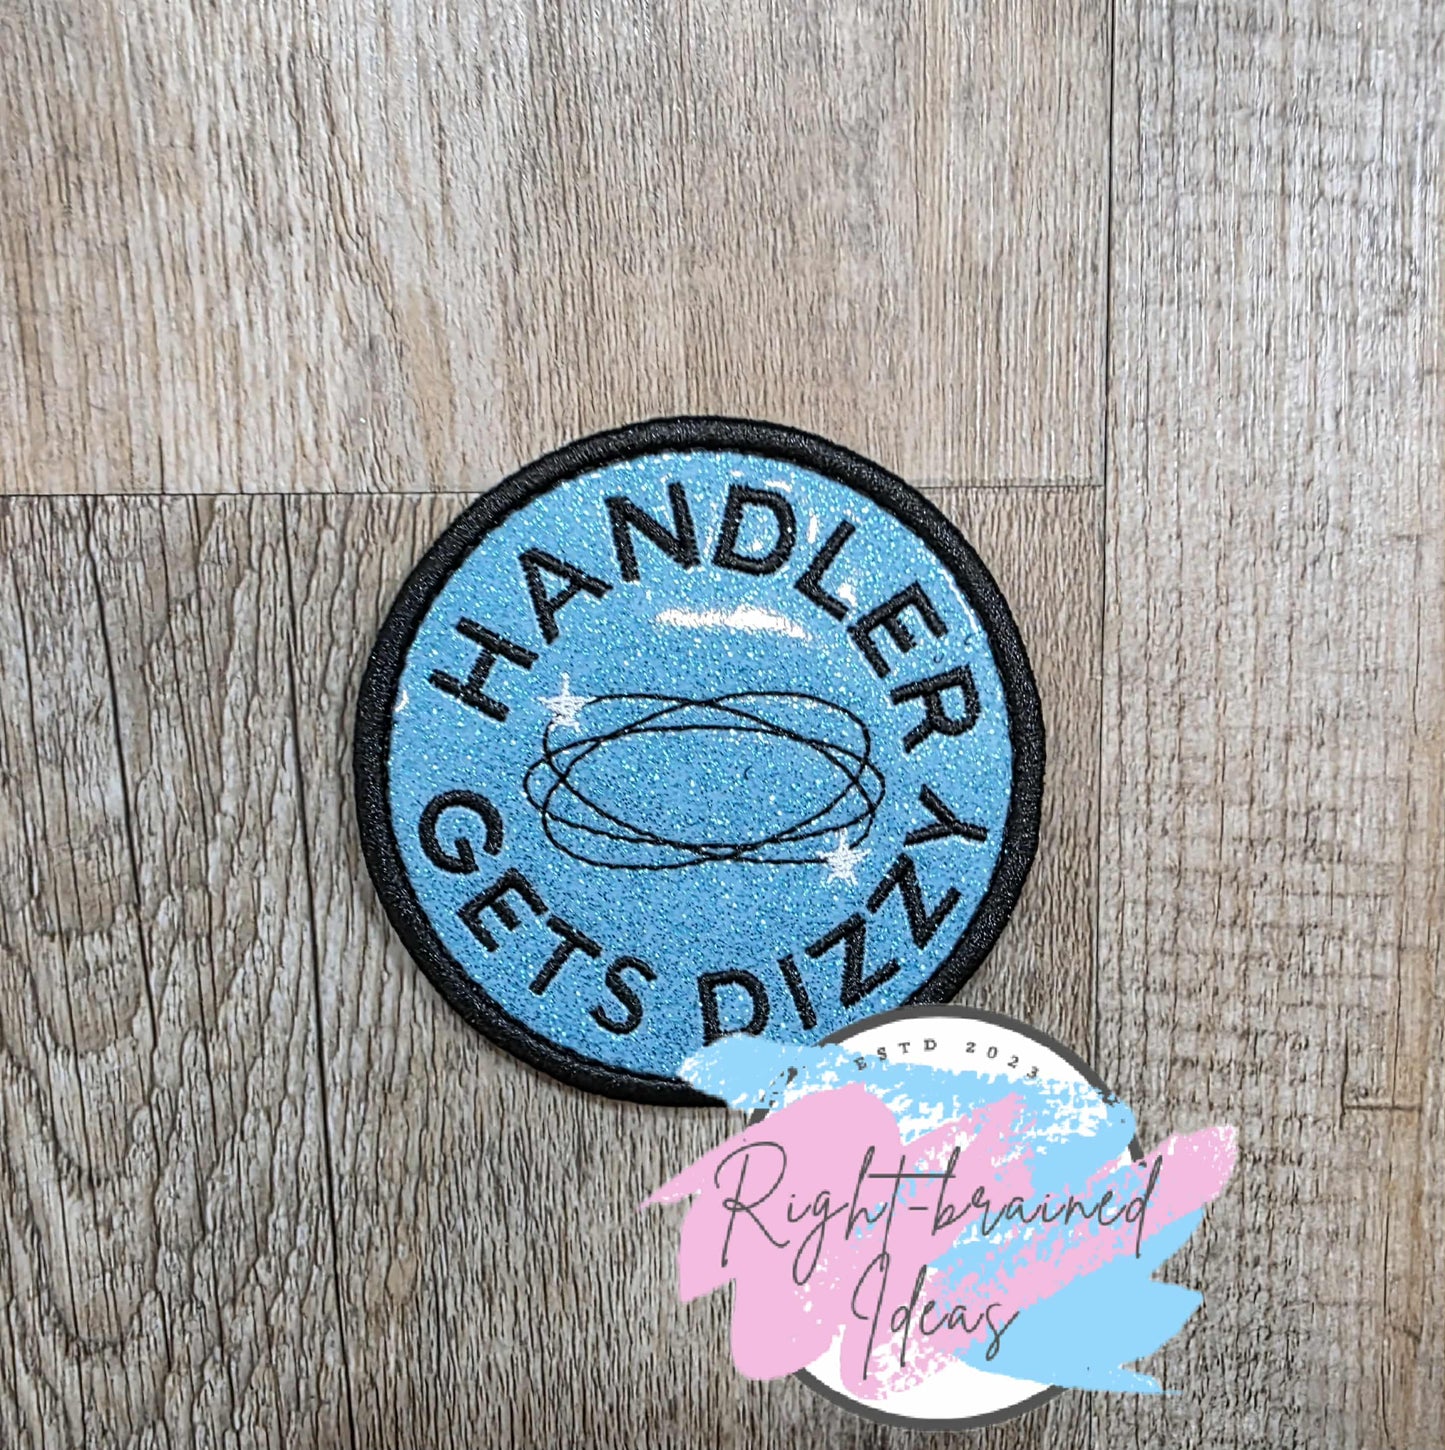 HANDLER
GETS DIZZY
ESTD 2023
Right-brained
Ideas